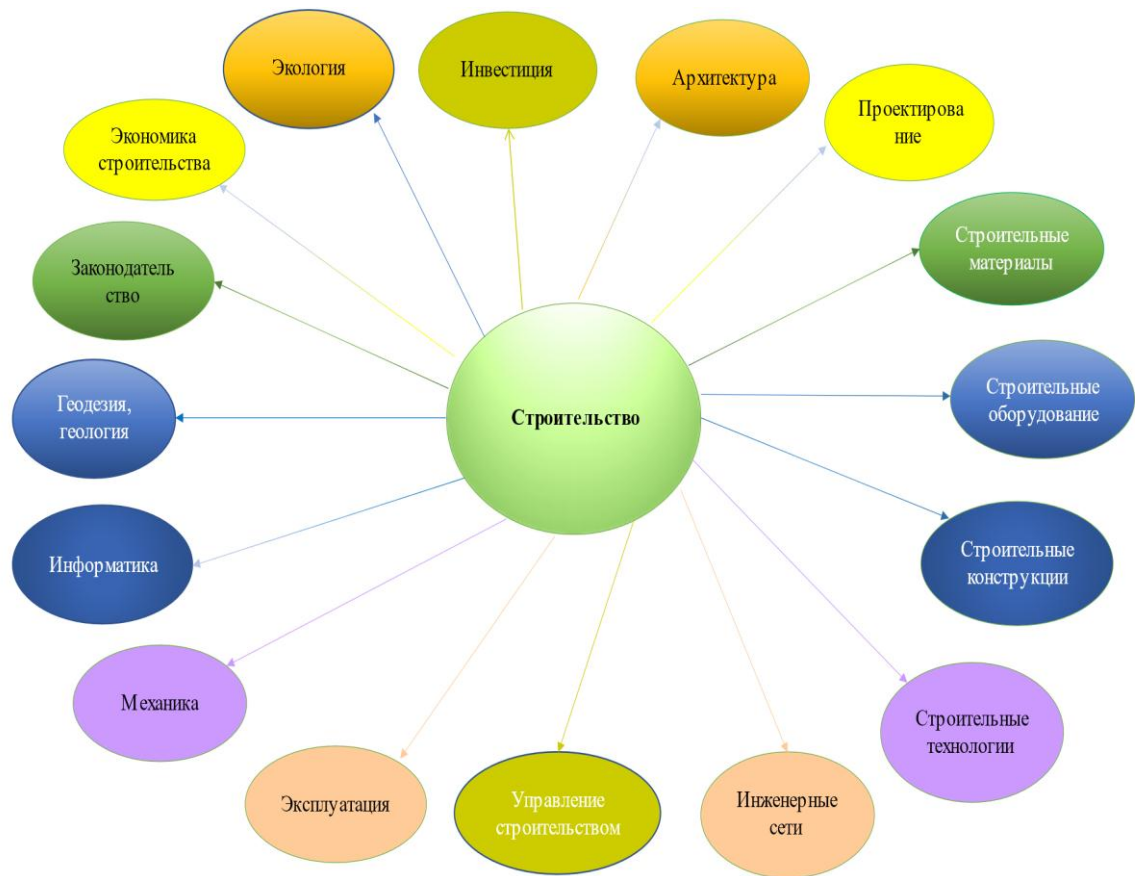 Экология
Инвестиция
Архитектура
Проектирова
ние
Экономика
строительства
Строительные
материалы
Законодатель
ство
Строительные
оборудование
Геодезия,
геология
Строительство
Информатика
Строительные
конструкции
Механика
Строительные
технологии
Эксплуатация
Управление
строительством
Инженерные
сети